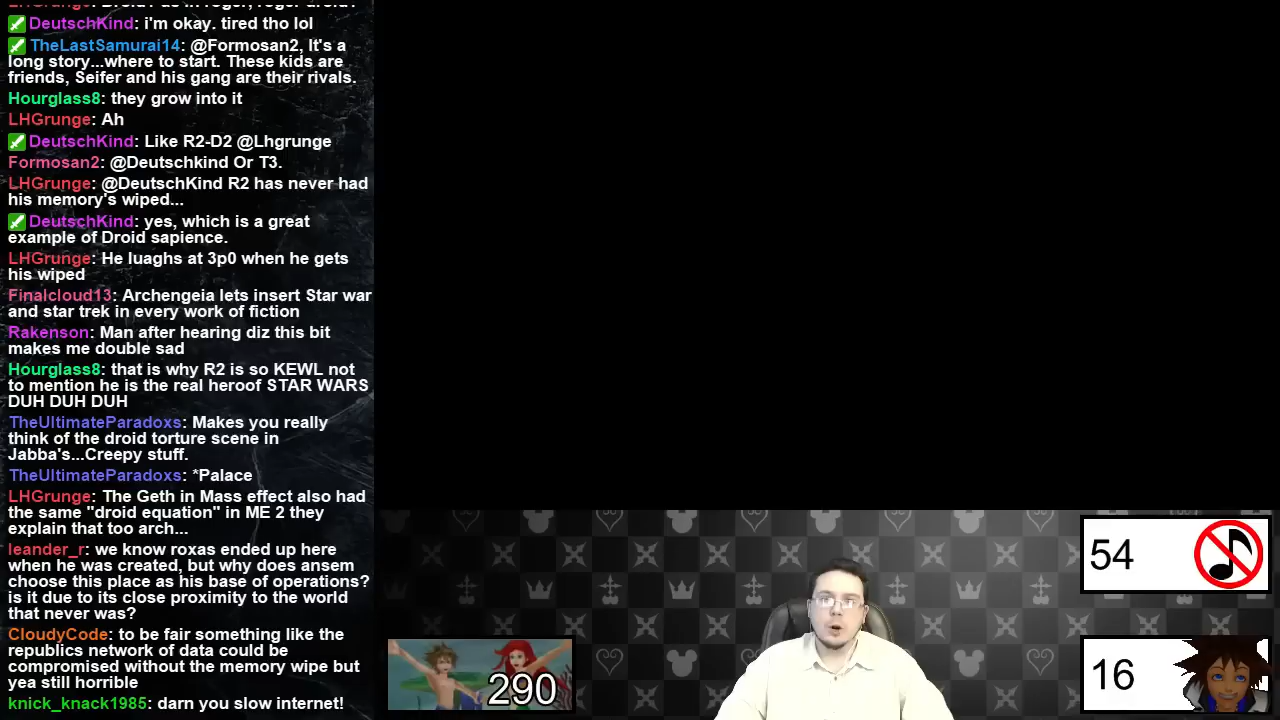 LHGrunge: Droid? as in roger, roger droid?
DeutschKind: i'm okay. tired tho lol
TheLastSamurai14: @Formosan2, It's a
long story...where to start. These kids are
friends, Seifer and his gang are their rivals.
Hourglass8: they grow into it
LHGrunge: Ah
DeutschKind: Like R2-D2 @Lhgrunge
Formosan2: @Deutschkind Or T3.
LHGrunge: @DeutschKind R2 has never had
his memory's wiped...
DeutschKind: yes, which is a great
example of Droid sapience.
LHGrunge: He luaghs at 3p0 when he gets
his wiped
Finalcloud13: Archengeia lets insert Star war
and star trek in every work of fiction
Rakenson: Man after hearing diz this bit
makes me double sad
Hourglass8: that is why R2 is so KEWL not
to mention he is the real heroof STAR WARS
DUH DUH DUH
TheUltimateParadoxs: Makes you really
think of the droid torture scene in
Jabba's...Creepy stuff.
TheUltimateParadoxs: *Palace
LHGrunge: The Geth in Mass effect also had
the same "droid equation" in ME 2 they
explain that too arch...
leander_r: we know roxas ended up here
when he was created, but why does ansem
choose this place as his base of operations?
is it due to its close proximity to the world
that never was?
CloudyCode: to be fair something like the
republics network of data could be
compromised without the memory wipe but
yea still horrible
knick_knack1985: darn you slow internet!
290
54
16